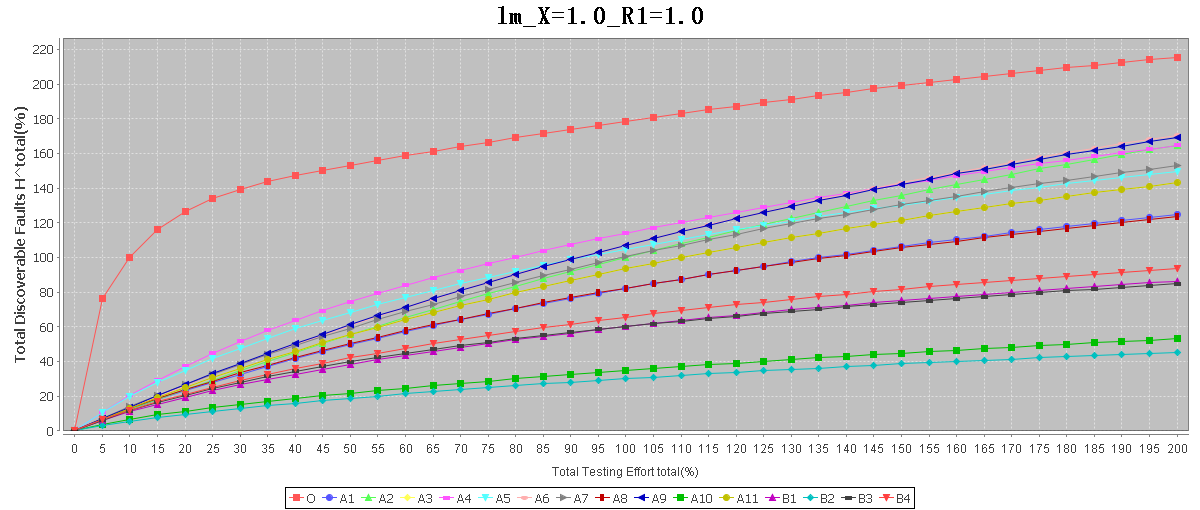 lm_X=1.0_R1=1.0
Total Discoverable Faults H^total(%)
220
200
180
160
140
120
100
80
60
40
20
0
0 5 10 15 20 25 30 35 40 45 50 55 60 65 70 75 80 85 90 95 100 105 110 115 120 125 130 135 140 145 150 155 160 165 170 175 180 185 190 195 200
Total Testing Effort total(%)
O A1 A2 A3 A4 A5 A6 A7 A8 A9 A10 A11 B1 B2 B3 B4